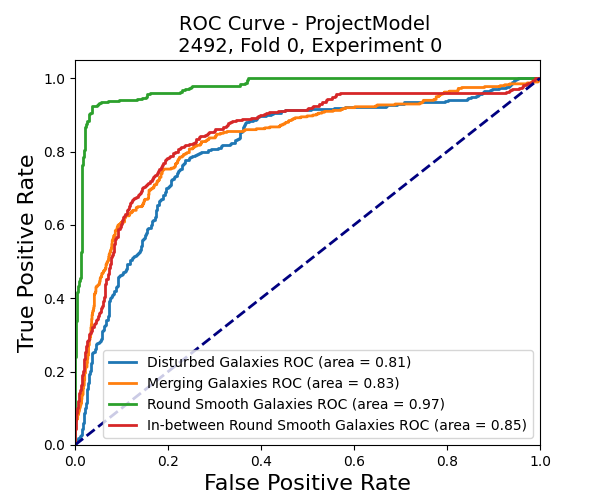 ROC Curve - ProjectModel
2492, Fold 0, Experiment 0
True Positive Rate
1.0
0.8
0.6
0.4
0.2
0.0
Disturbed Galaxies ROC (area = 0.81)
Merging Galaxies ROC (area = 0.83)
Round Smooth Galaxies ROC (area = 0.97)
In-between Round Smooth Galaxies ROC (area = 0.85)
0.0 0.2 0.4 0.6 0.8 1.0
False Positive Rate